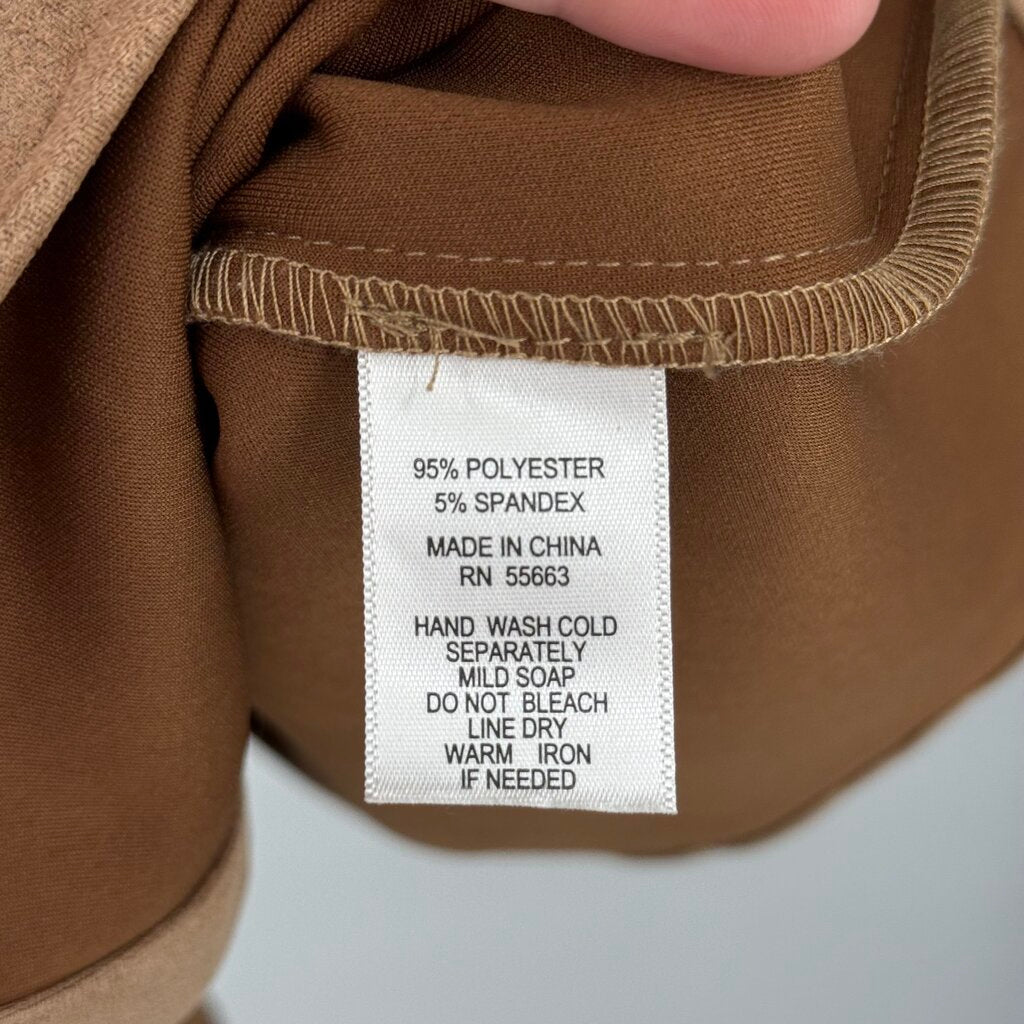 95% POLYESTER
5% SPANDEX
MADE IN CHINA
RN 55663
HAND WASH COLD
SEPARATELY
MILD SOAP
DO NOT BLEACH
LINE DRY
WARM IRON
IF NEEDED